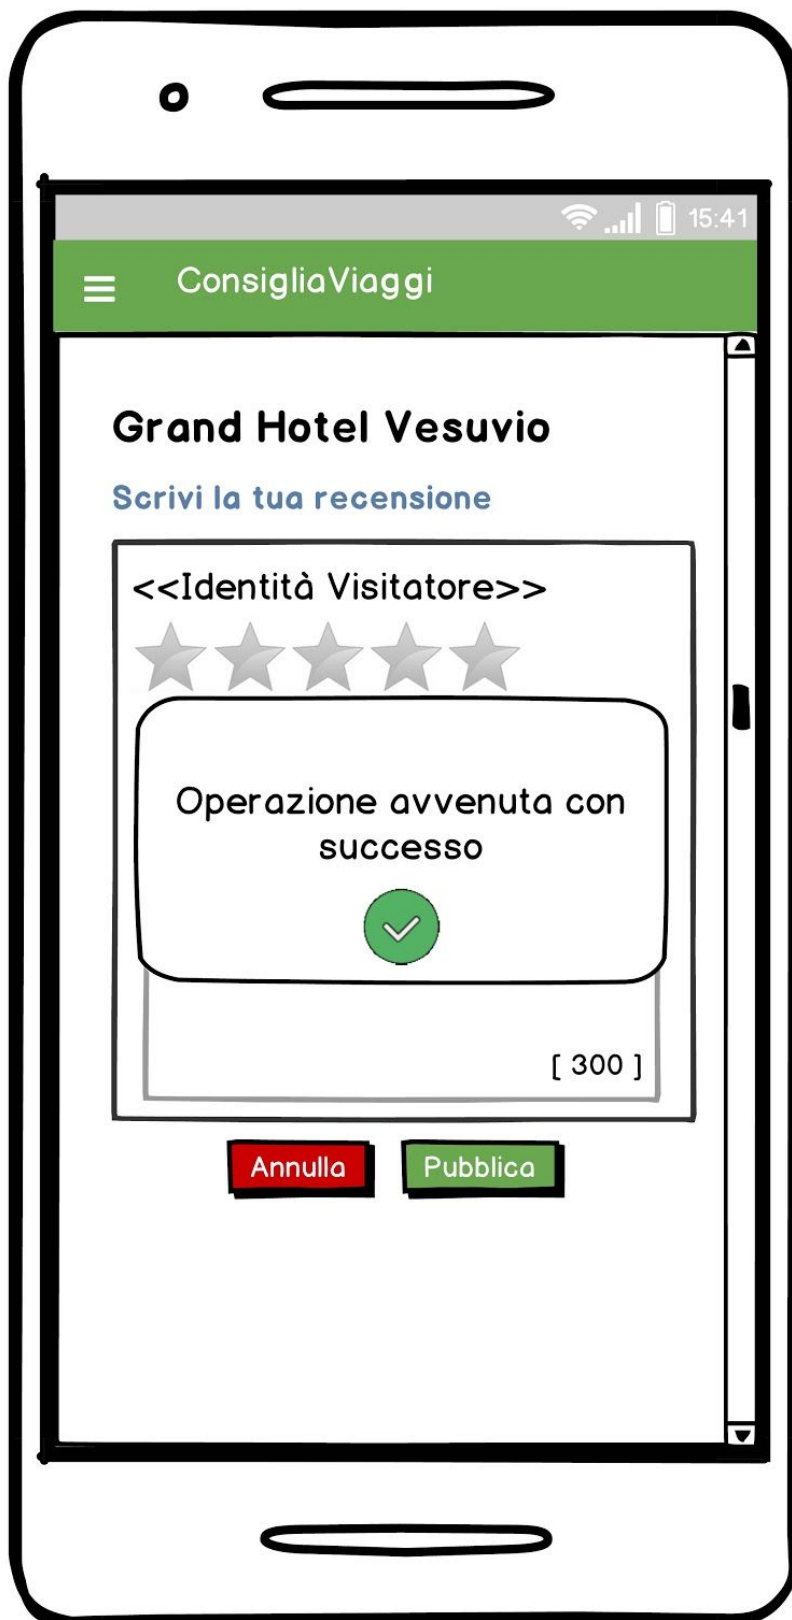 15:41
ConsigliaViaggi
Grand Hotel Vesuvio
Scrivi la tua recensione
<<Identità Visitatore>>
Operazione avvenuta con
successo
[ 300 ]
Annulla Pubblica